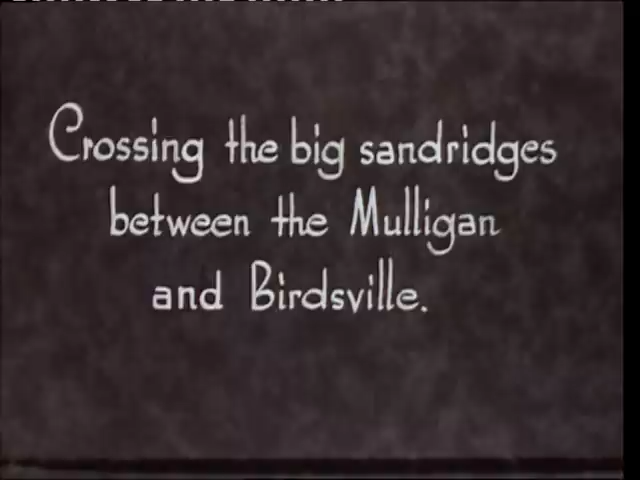 Crossing the big sandridges
between the Mulligan
and Birdsville.